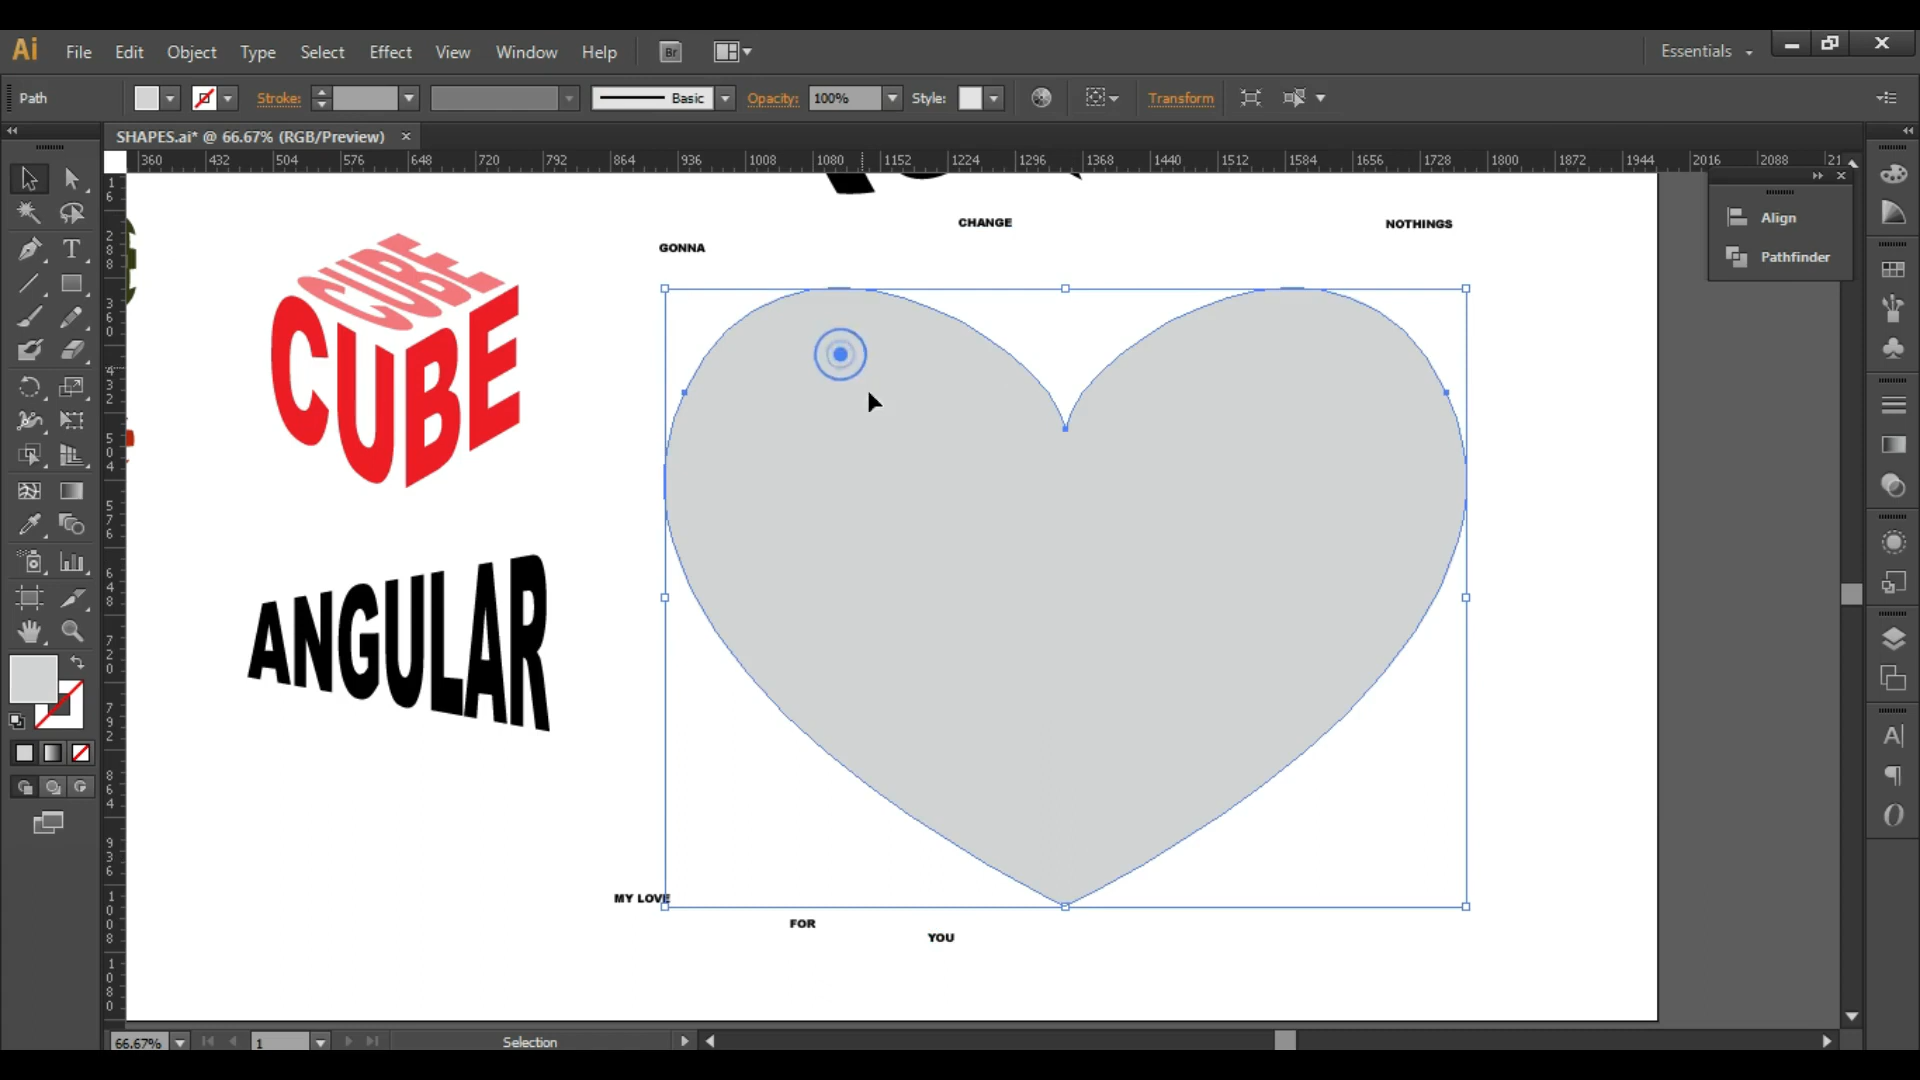 Ai File Edit Object Type Select Effect View Window Help Br Essentials
Path Stroke: Basic Opacity: 100% Style: Transform
SHAPES.ai* @ 66.67% (RGB/Preview)
360 432 504 576 648 720 792 864 936 1008 1080 1152 1224 1296 1368 1440 1512 1584 1656 1728 1800 1872 1944 2016 2088 21
Align
Pathfinder
CHANGE
NOTHINGS
GONNA
CUBE
CUBE
ANGULAR
MY LOVE
FOR
YOU
66.67% 1 Selection